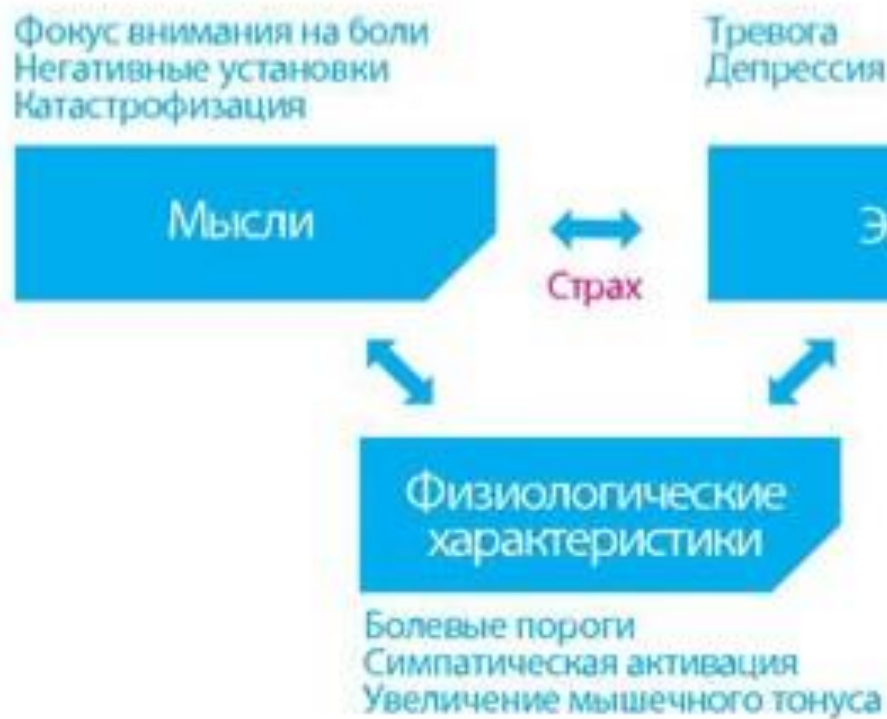 Фокус внимания на боли
Негативные установки
Катастрофизация
Тревога
Депрессия
Мысли
Страх
Э
Физиологические
характеристики
Болевые пороги
Симпатическая активация
Увеличение мышечного тонуса